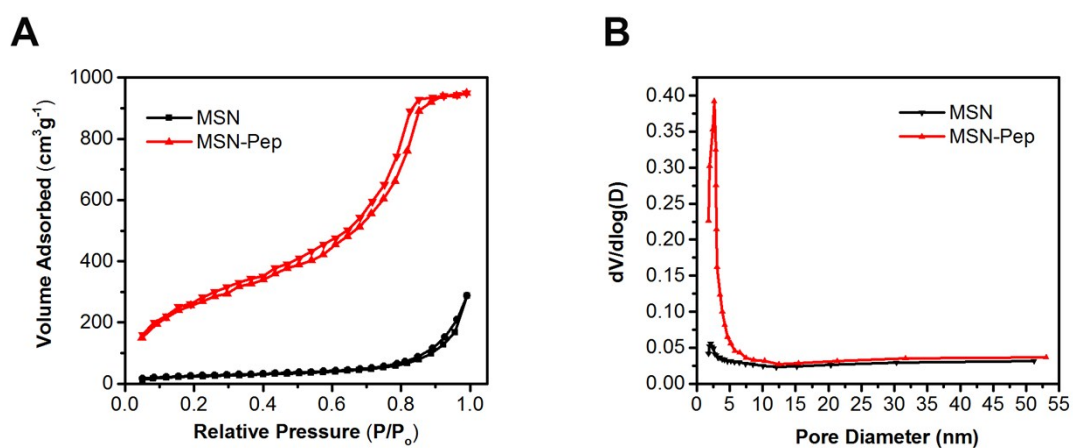 A
Volume Adsorbed (cm³g⁻¹)
1000
800
600
400
200
0
MSN
MSN-Pep
0.0 0.2 0.4 0.6 0.8 1.0
Relative Pressure (P/Pₒ)
B
dV/dlog(D)
0.40
0.35
0.30
0.25
0.20
0.15
0.10
0.05
0.00
MSN
MSN-Pep
0 5 10 15 20 25 30 35 40 45 50 55
Pore Diameter (nm)